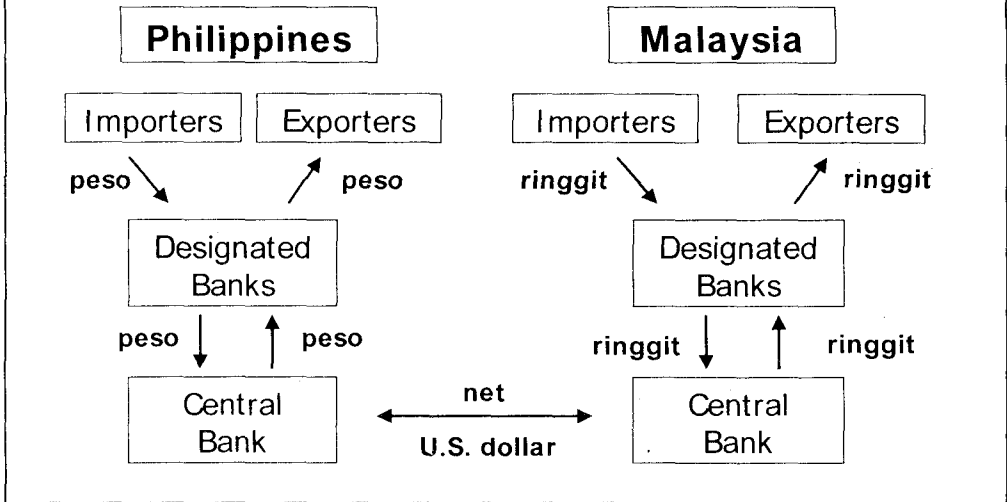 Philippines
Malaysia
Importers
Exporters
Importers
Exporters
peso
peso
ringgit
ringgit
Designated
Banks
Designated
Banks
peso
peso
ringgit
ringgit
Central
Bank
net
U.S. dollar
Central
Bank